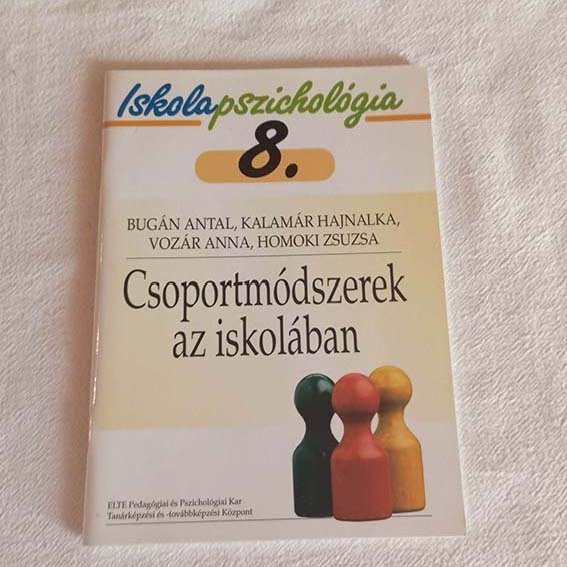 Iskolapszichológia
8.
BUGÁN ANTAL, KALAMÁR HAJNALKA,
VOZÁR ANNA, HOMOKI ZSUZSA
Csoportmódszerek
az iskolában
ELTE Pedagógiai és Pszichológiai Kar
Tanárképzési és -továbbképzési Központ